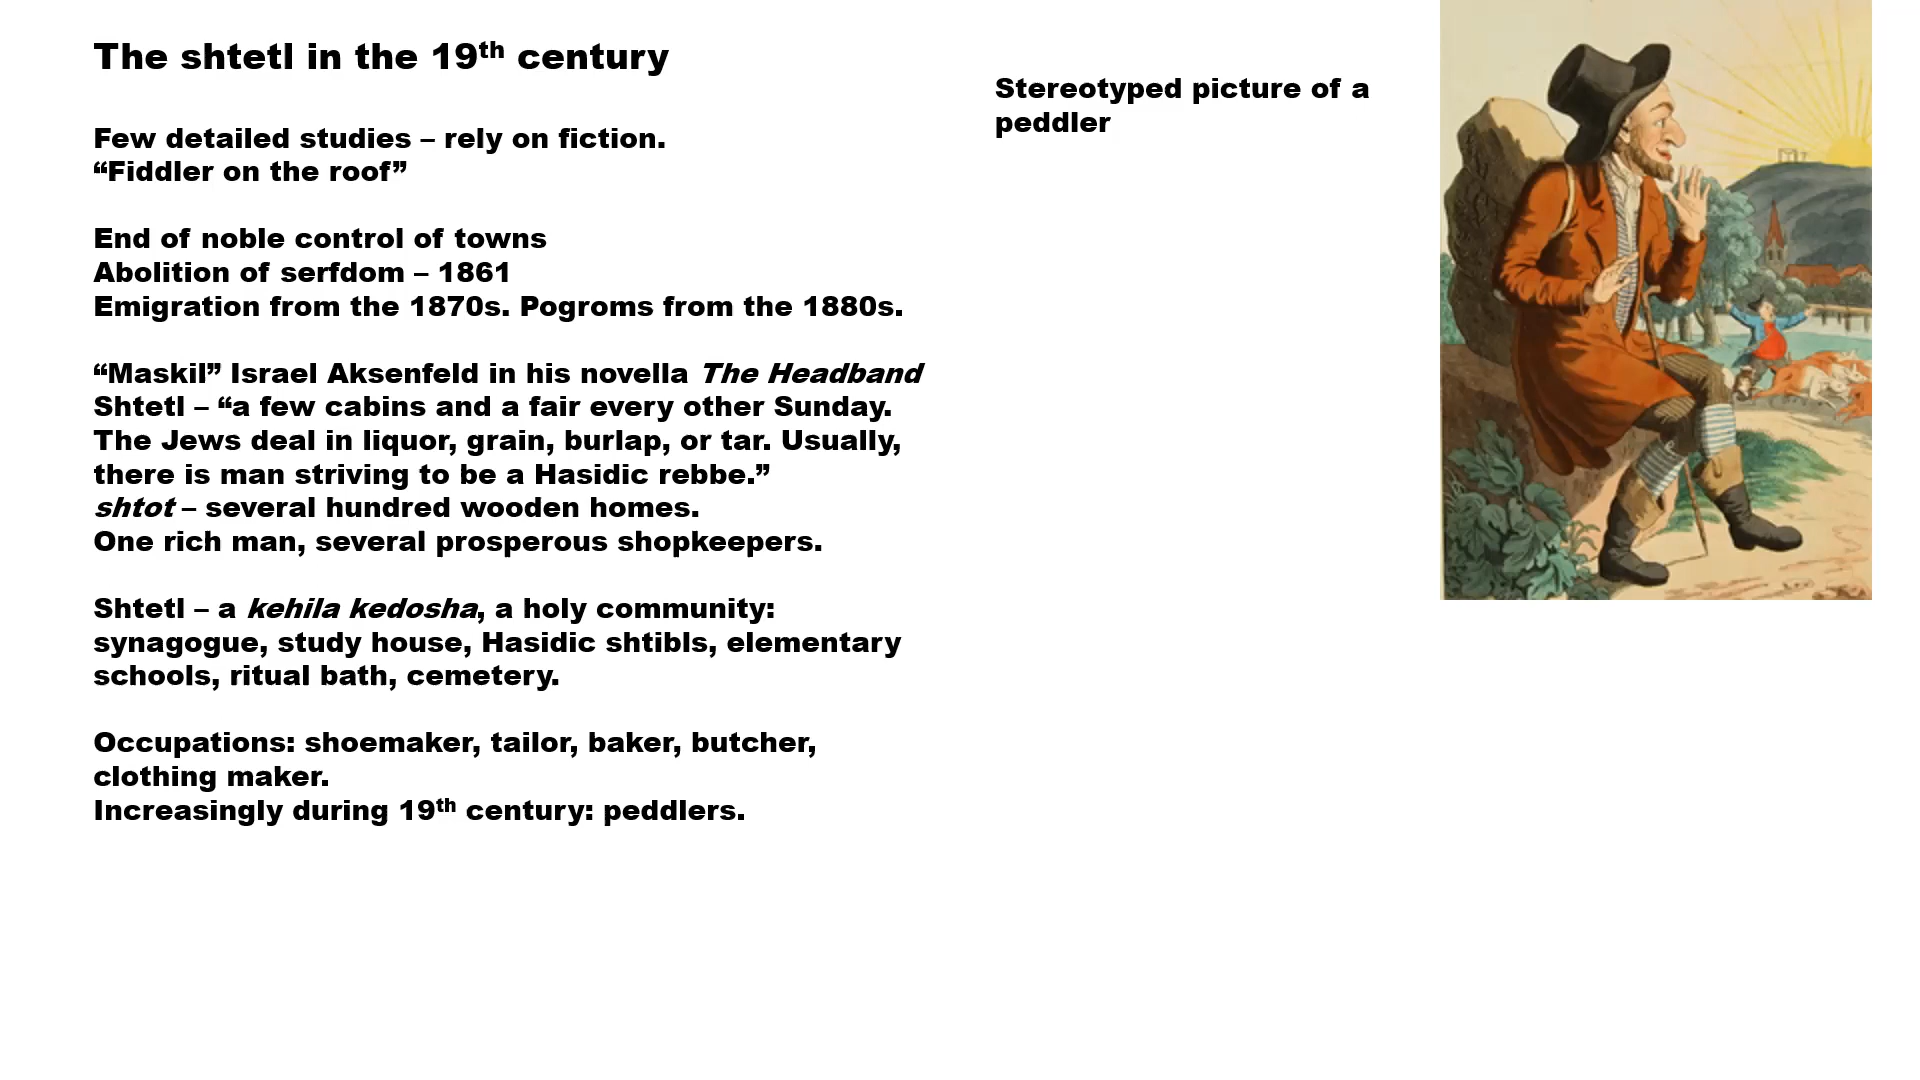 The shtetl in the 19th century
Few detailed studies – rely on fiction.
“Fiddler on the roof”
End of noble control of towns
Abolition of serfdom – 1861
Emigration from the 1870s. Pogroms from the 1880s.
“Maskil” Israel Aksenfeld in his novella The Headband
Shtetl – “a few cabins and a fair every other Sunday.
The Jews deal in liquor, grain, burlap, or tar. Usually,
there is man striving to be a Hasidic rebbe.”
shtot – several hundred wooden homes.
One rich man, several prosperous shopkeepers.
Shtetl – a kehila kedosha, a holy community:
synagogue, study house, Hasidic shtibls, elementary
schools, ritual bath, cemetery.
Occupations: shoemaker, tailor, baker, butcher,
clothing maker.
Increasingly during 19th century: peddlers.
Stereotyped picture of a
peddler